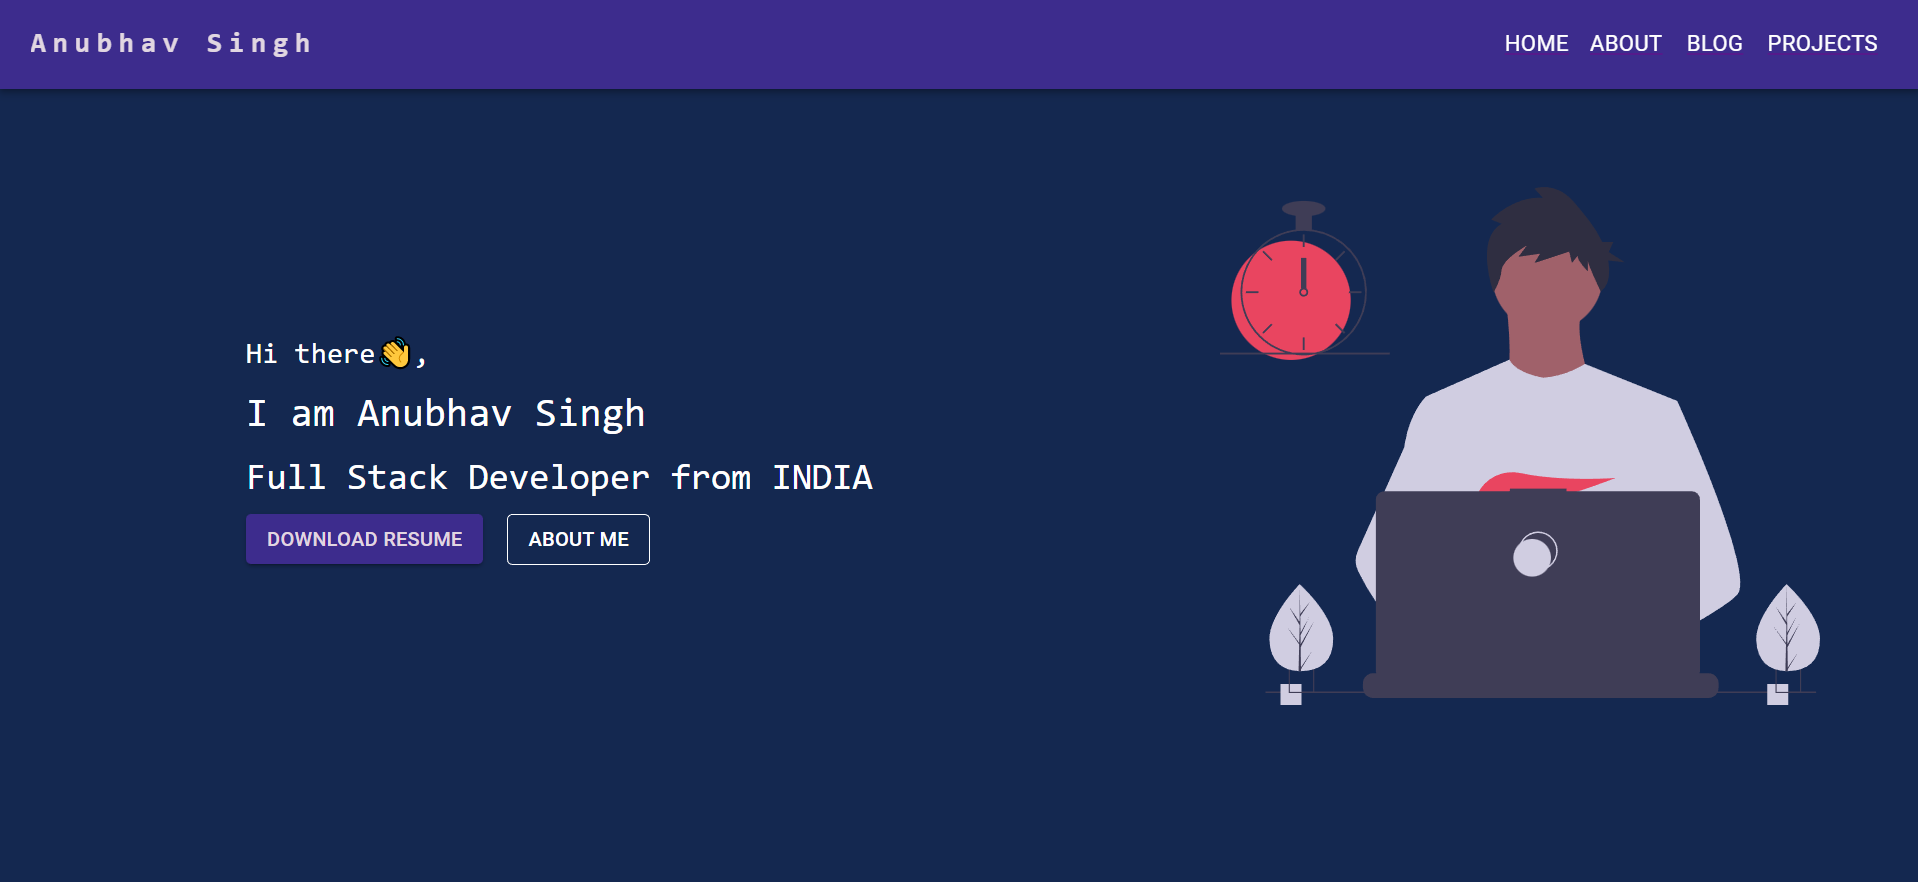 Anubhav Singh
HOME ABOUT BLOG PROJECTS
Hi there👋,
I am Anubhav Singh
Full Stack Developer from INDIA
DOWNLOAD RESUME ABOUT ME